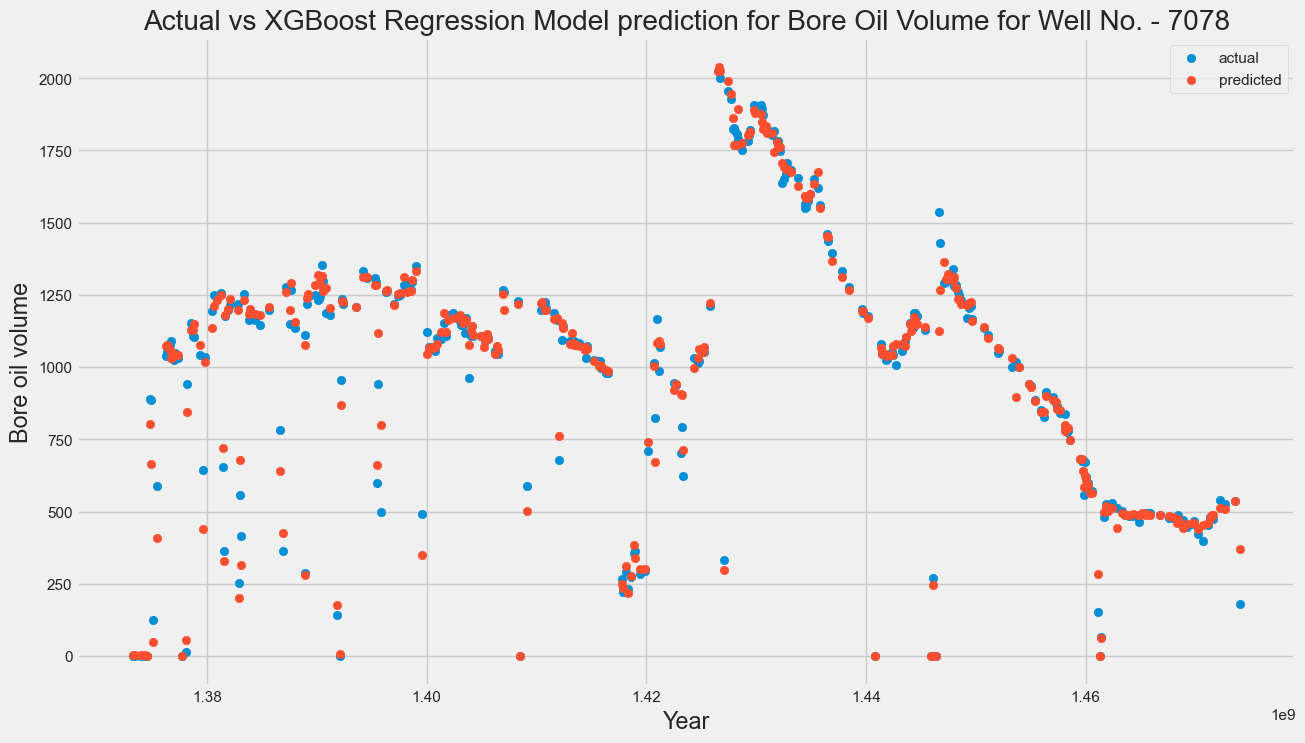 Actual vs XGBoost Regression Model prediction for Bore Oil Volume for Well No. - 7078
actual
predicted
2000
1750
1500
1250
1000
750
500
250
0
Bore oil volume
1.38 1.40 1.42 1.44 1.46
1e9
Year